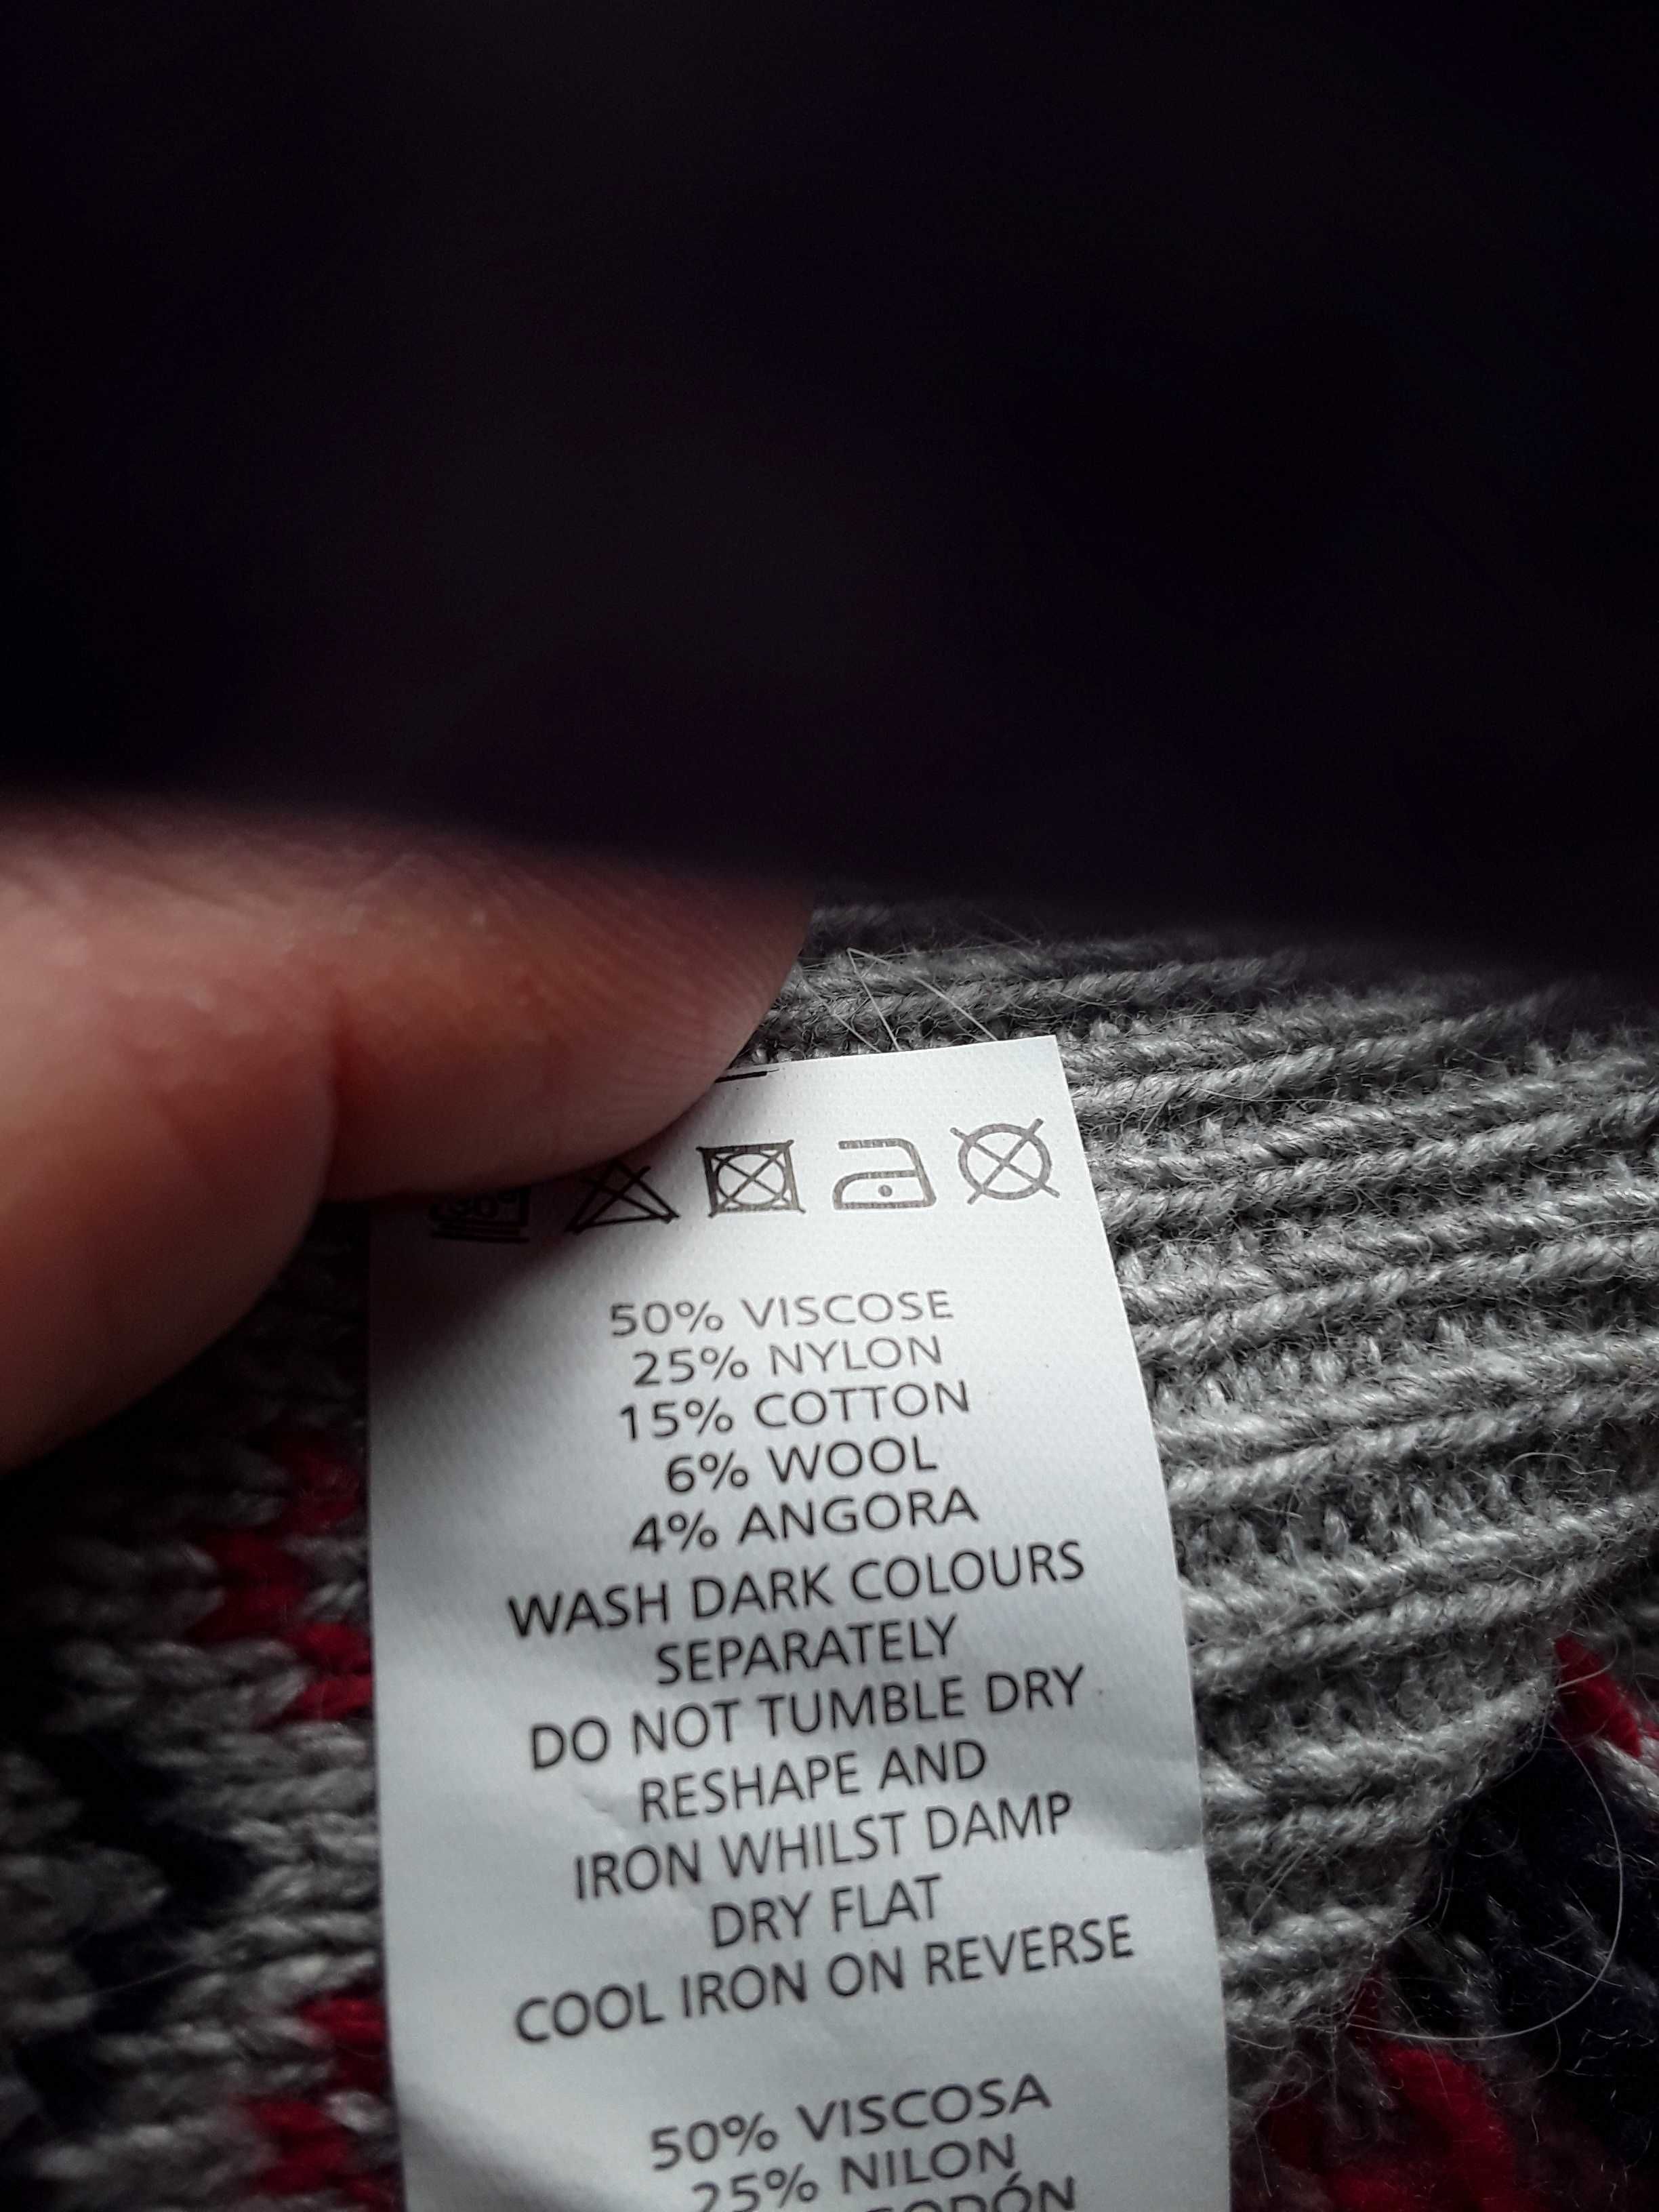 30°
50% VISCOSE
25% NYLON
15% COTTON
6% WOOL
4% ANGORA
WASH DARK COLOURS
SEPARATELY
DO NOT TUMBLE DRY
RESHAPE AND
IRON WHILST DAMP
DRY FLAT
COOL IRON ON REVERSE
50% VISCOSA
25% NILON